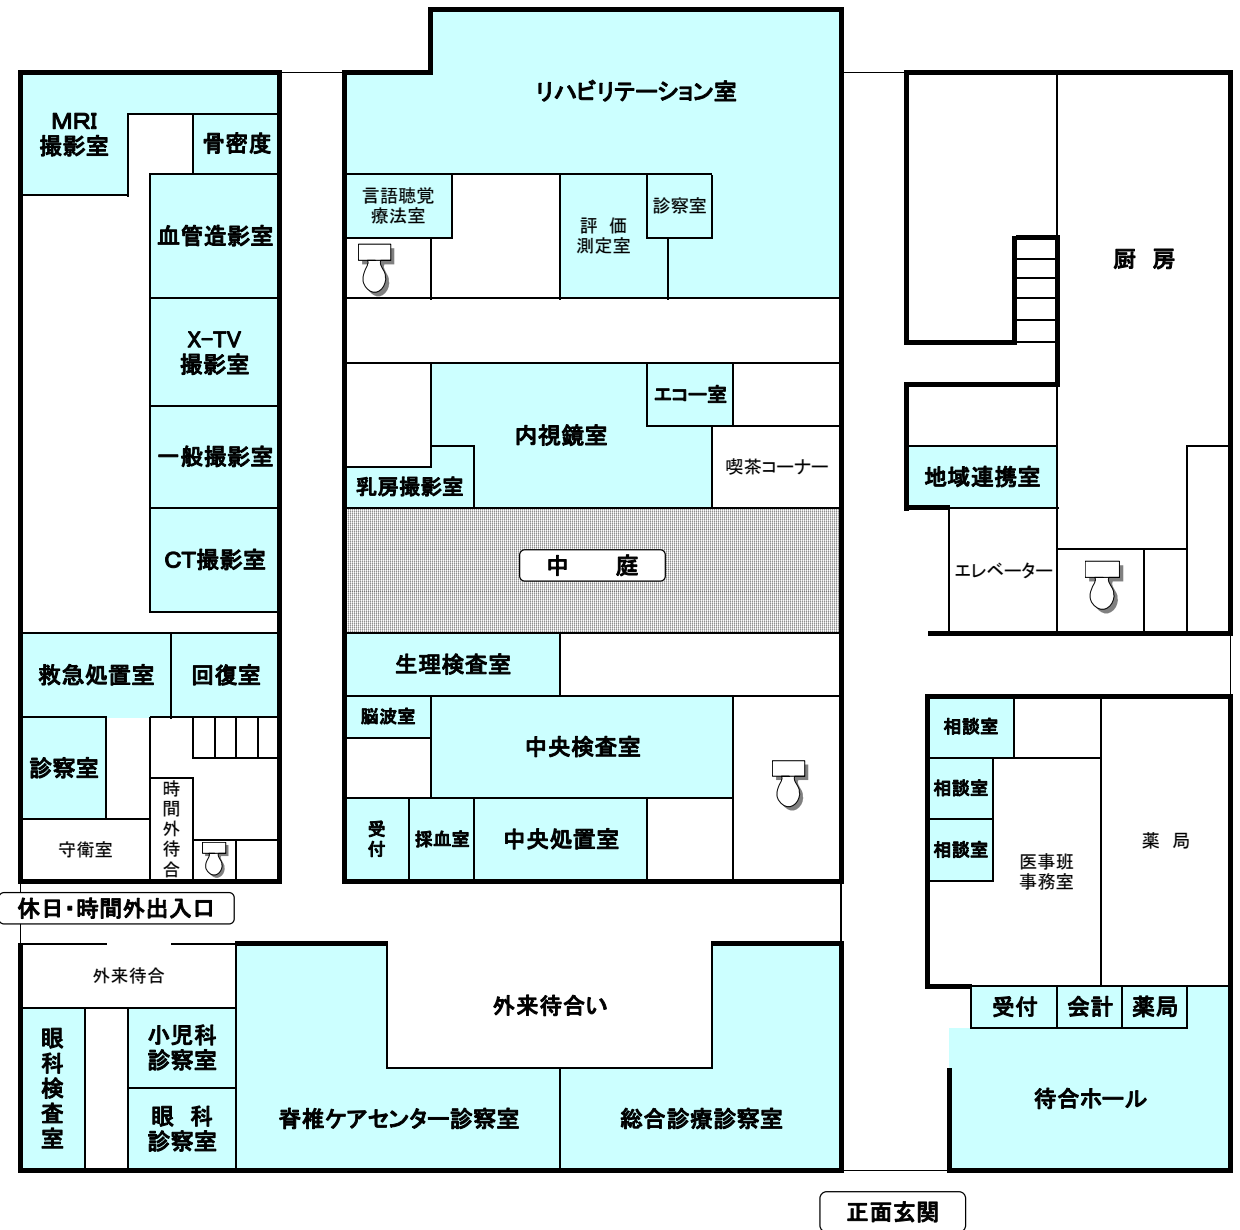 リハビリテーション室
MRI
撮影室
骨密度
言語聴覚
療法室
評　価
測定室
診察室
血管造影室
厨　房
X-TV
撮影室
エコー室
内視鏡室
一般撮影室
喫茶コーナー
乳房撮影室
地域連携室
CT撮影室
中　　庭
エレベーター
救急処置室
回復室
生理検査室
脳波室
中央検査室
相談室
診察室
時間外待合
相談室
守衛室
受付
採血室
中央処置室
相談室
医事班
事務室
薬　局
休日・時間外出入口
外来待合
外来待合い
受付
会計
薬局
眼科検査室
小児科
診察室
眼　科
診察室
脊椎ケアセンター診察室
総合診療診察室
待合ホール
正面玄関